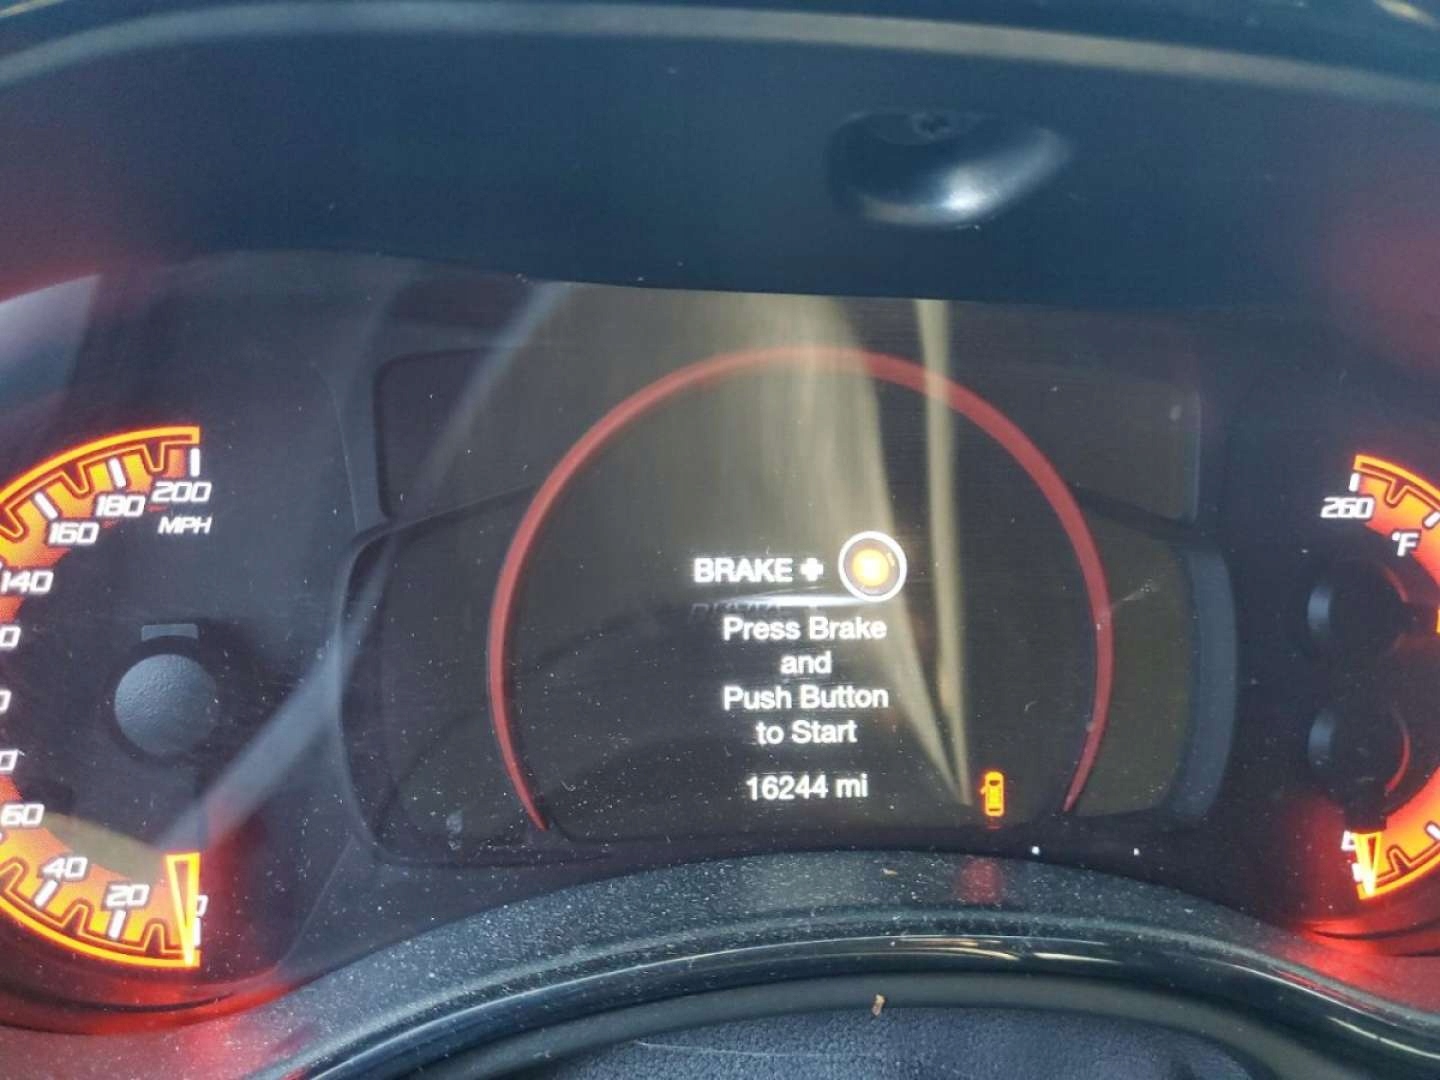 200
180
MPH
160
140
60
40
20
0
BRAKE +
Press Brake
and
Push Button
to Start
16244 mi
260
°F